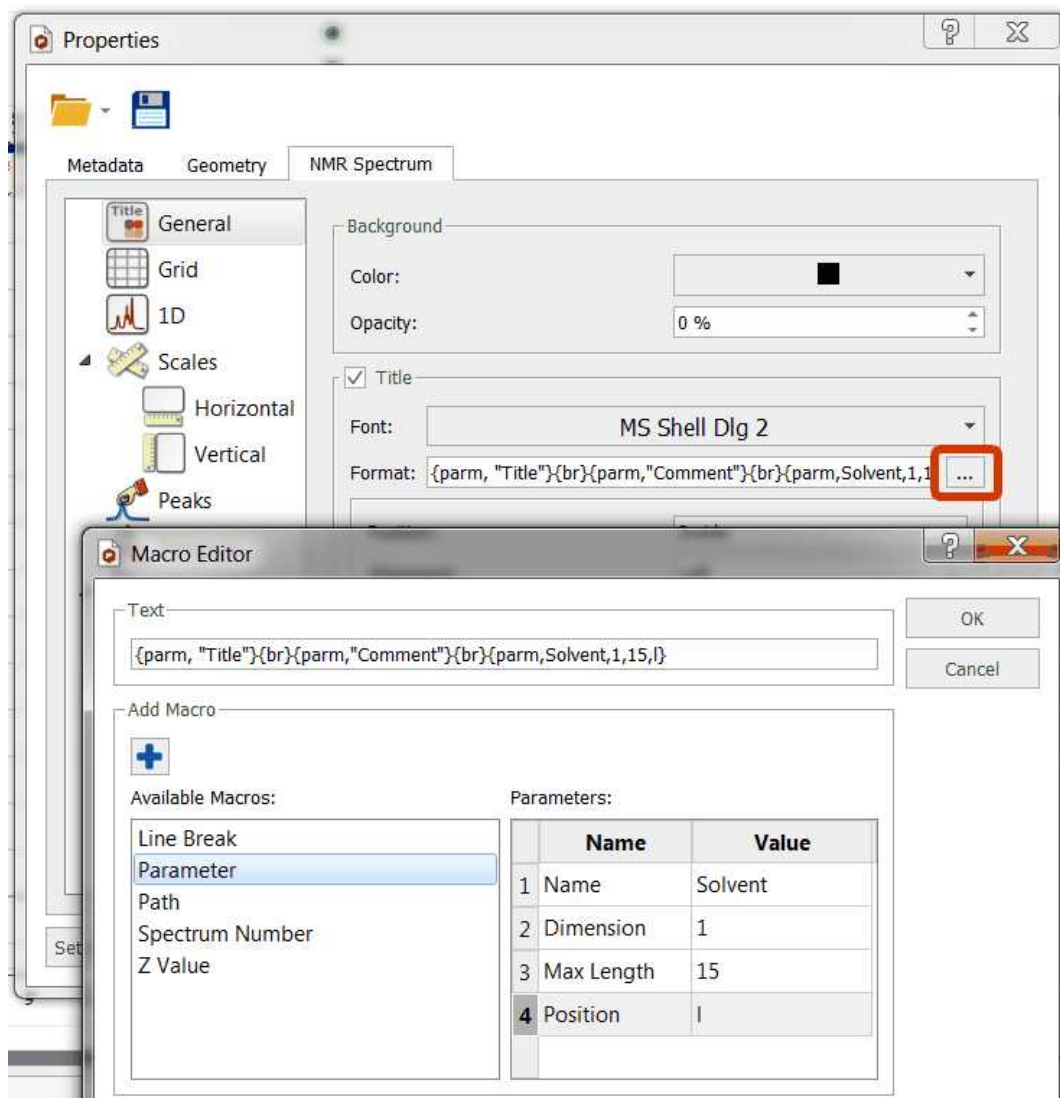 Properties
Metadata Geometry NMR Spectrum
Title
General
Grid
1D
Scales
Horizontal
Vertical
Peaks
Background
Color:
Opacity: 0 %
Title
Font: MS Shell Dlg 2
Format: {parm, "Title"}{br}{parm,"Comment"}{br}{parm,Solvent,1,1 ...
Set
Macro Editor
Text
{parm, "Title"}{br}{parm,"Comment"}{br}{parm,Solvent,1,15,l}
OK
Cancel
Add Macro
Available Macros:
Line Break
Parameter
Path
Spectrum Number
Z Value
Parameters:
Name Value
1 Name Solvent
2 Dimension 1
3 Max Length 15
4 Position l